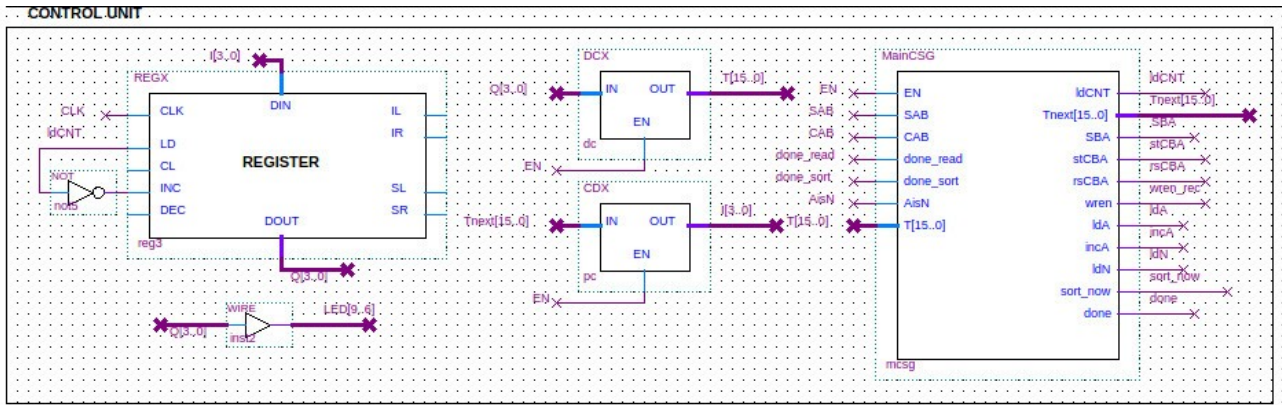 CONTROL UNIT
I[3..0]
REGX
CLK
CLK
DIN
IL
IR
ldCNT
LD
CL
REGISTER
NOT
INC
SL
not5
DEC
SR
DOUT
reg3
Q[3..0]
WIRE
LED[9..6]
Q[3..0]
inst2
DCX
Q[3..0]
IN
OUT
T[15..0]
EN
dc
EN
CDX
Tnext[15..0]
IN
OUT
I[3..0]
EN
pc
EN
MainCSG
EN
EN
ldCNT
ldCNT
SAB
SAB
Tnext[15..0]
Tnext[15..0]
CAB
CAB
SBA
SBA
done_read
done_read
stCBA
stCBA
done_sort
done_sort
rsCBA
rsCBA
AisN
AisN
wren
wren_rec
T[15..0]
T[15..0]
ldA
ldA
incA
incA
ldN
ldN
sort_now
sort_now
done
done
mcsg